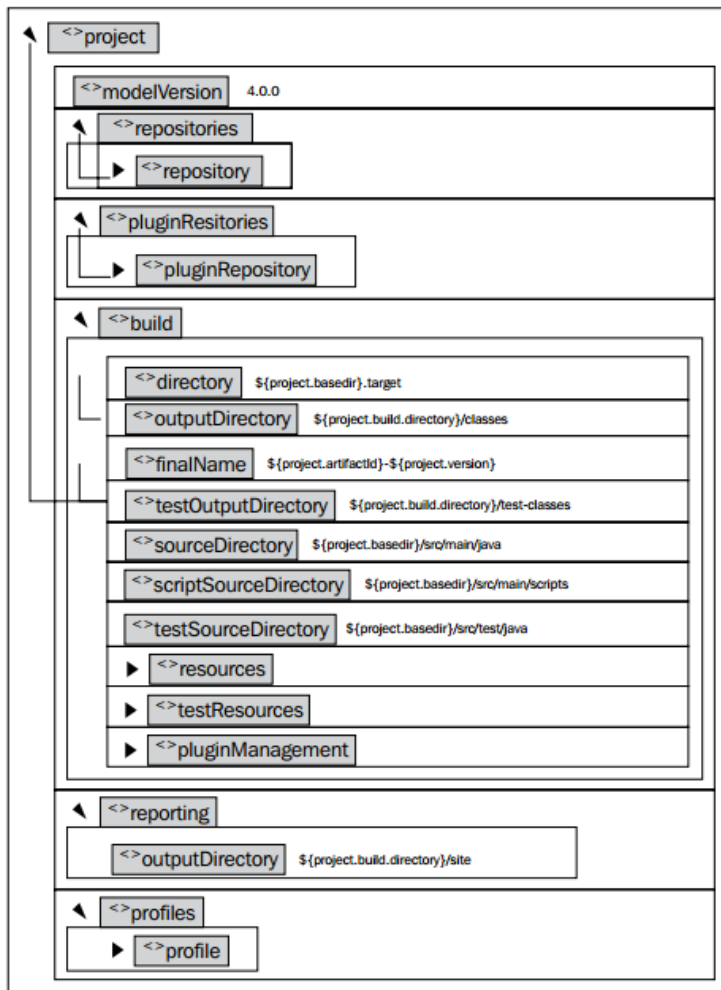 <>project
<>modelVersion 4.0.0
<>repositories
<>repository
<>pluginResitories
<>pluginRepository
<>build
<>directory ${project.basedir}.target
<>outputDirectory ${project.build.directory}/classes
<>finalName ${project.artifactId}-${project.version}
<>testOutputDirectory ${project.build.directory}/test-classes
<>sourceDirectory ${project.basedir}/src/main/java
<>scriptSourceDirectory ${project.basedir}/src/main/scripts
<>testSourceDirectory ${project.basedir}/src/test/java
<>resources
<>testResources
<>pluginManagement
<>reporting
<>outputDirectory ${project.build.directory}/site
<>profiles
<>profile